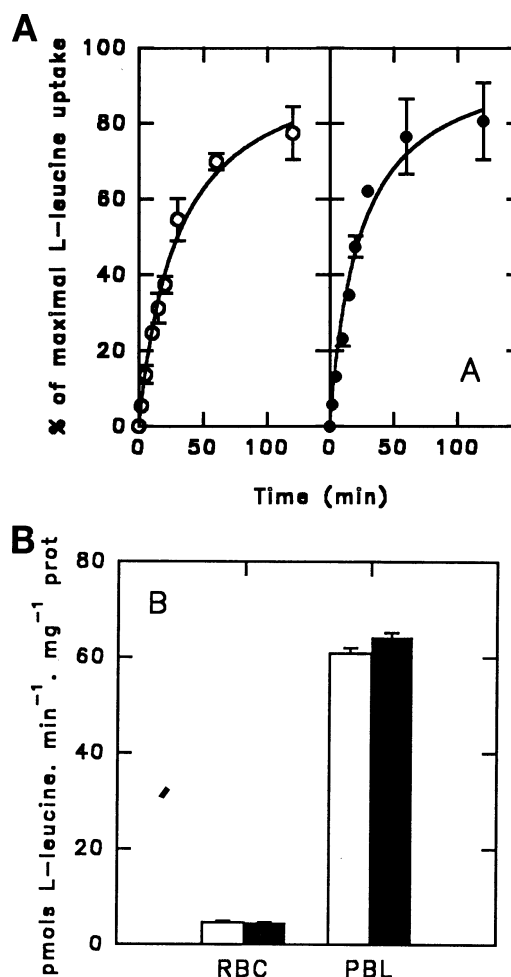 A
% of maximal L-leucine uptake
100
80
60
40
20
0
A
0 50 100 0 50 100
Time (min)
B
pmols L-leucine. min⁻¹. mg⁻¹ prot
80
60
40
20
0
B
RBC PBL